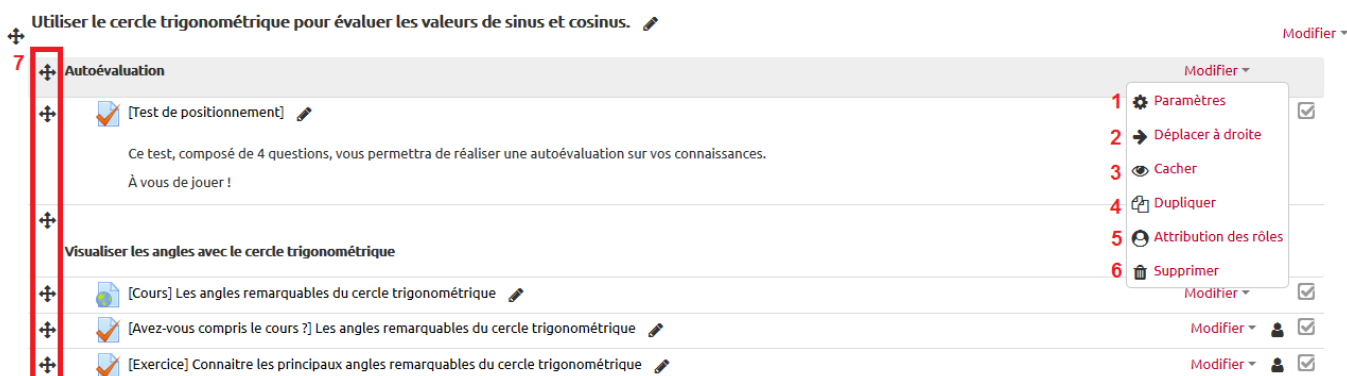 Utiliser le cercle trigonométrique pour évaluer les valeurs de sinus et cosinus.
Modifier
7
Autoévaluation
Modifier
[Test de positionnement]
1 Paramètres
2 Déplacer à droite
Ce test, composé de 4 questions, vous permettra de réaliser une autoévaluation sur vos connaissances.
3 Cacher
À vous de jouer !
4 Dupliquer
5 Attribution des rôles
Visualiser les angles avec le cercle trigonométrique
6 Supprimer
[Cours] Les angles remarquables du cercle trigonométrique
Modifier
[Avez-vous compris le cours ?] Les angles remarquables du cercle trigonométrique
Modifier
[Exercice] Connaitre les principaux angles remarquables du cercle trigonométrique
Modifier